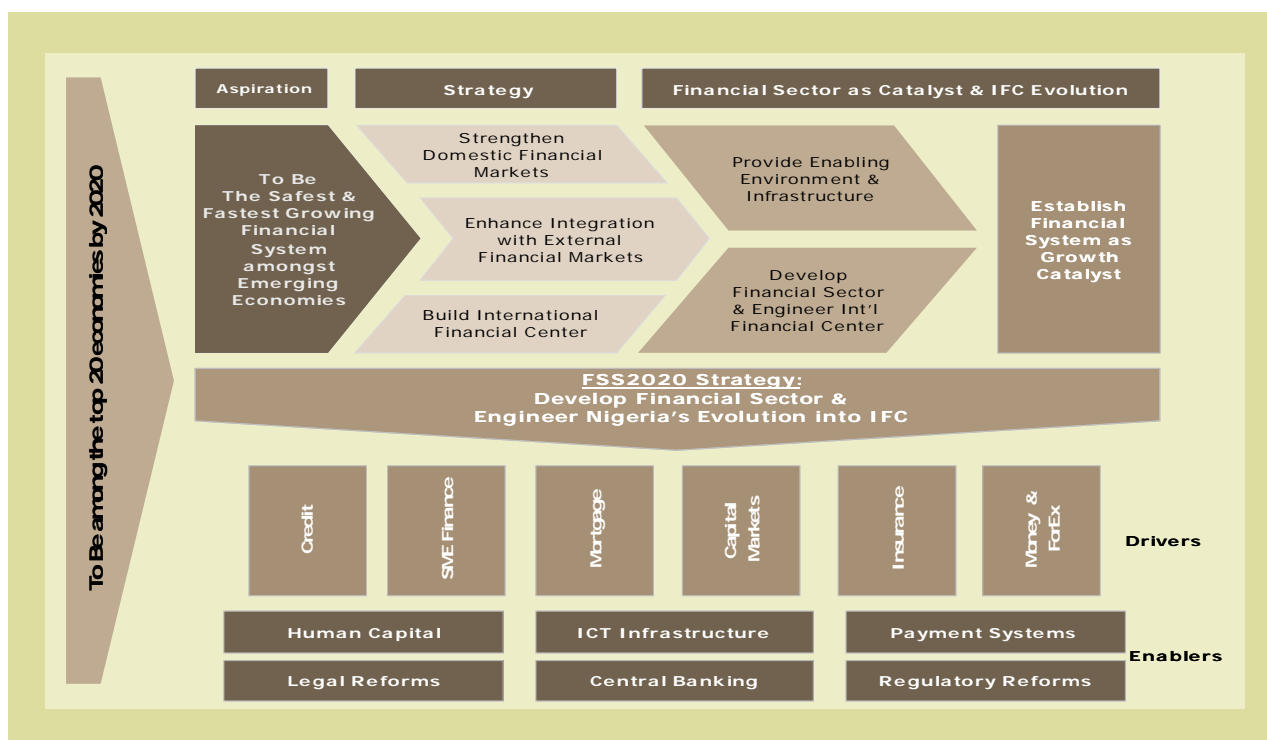 To Be among the top 20 economies by 2020
Aspiration
Strategy
Financial Sector as Catalyst & IFC Evolution
To Be
The Safest &
Fastest Growing
Financial
System
amongst
Emerging
Economies
Strengthen
Domestic Financial
Markets
Enhance Integration
with External
Financial Markets
Build International
Financial Center
Provide Enabling
Environment &
Infrastructure
Develop
Financial Sector
& Engineer Int'l
Financial Center
Establish
Financial
System as
Growth
Catalyst
FSS2020 Strategy:
Develop Financial Sector &
Engineer Nigeria's Evolution into IFC
Credit
SME Finance
Mortgage
Capital
Markets
Insurance
Money &
ForEx
Drivers
Human Capital
ICT Infrastructure
Payment Systems
Enablers
Legal Reforms
Central Banking
Regulatory Reforms